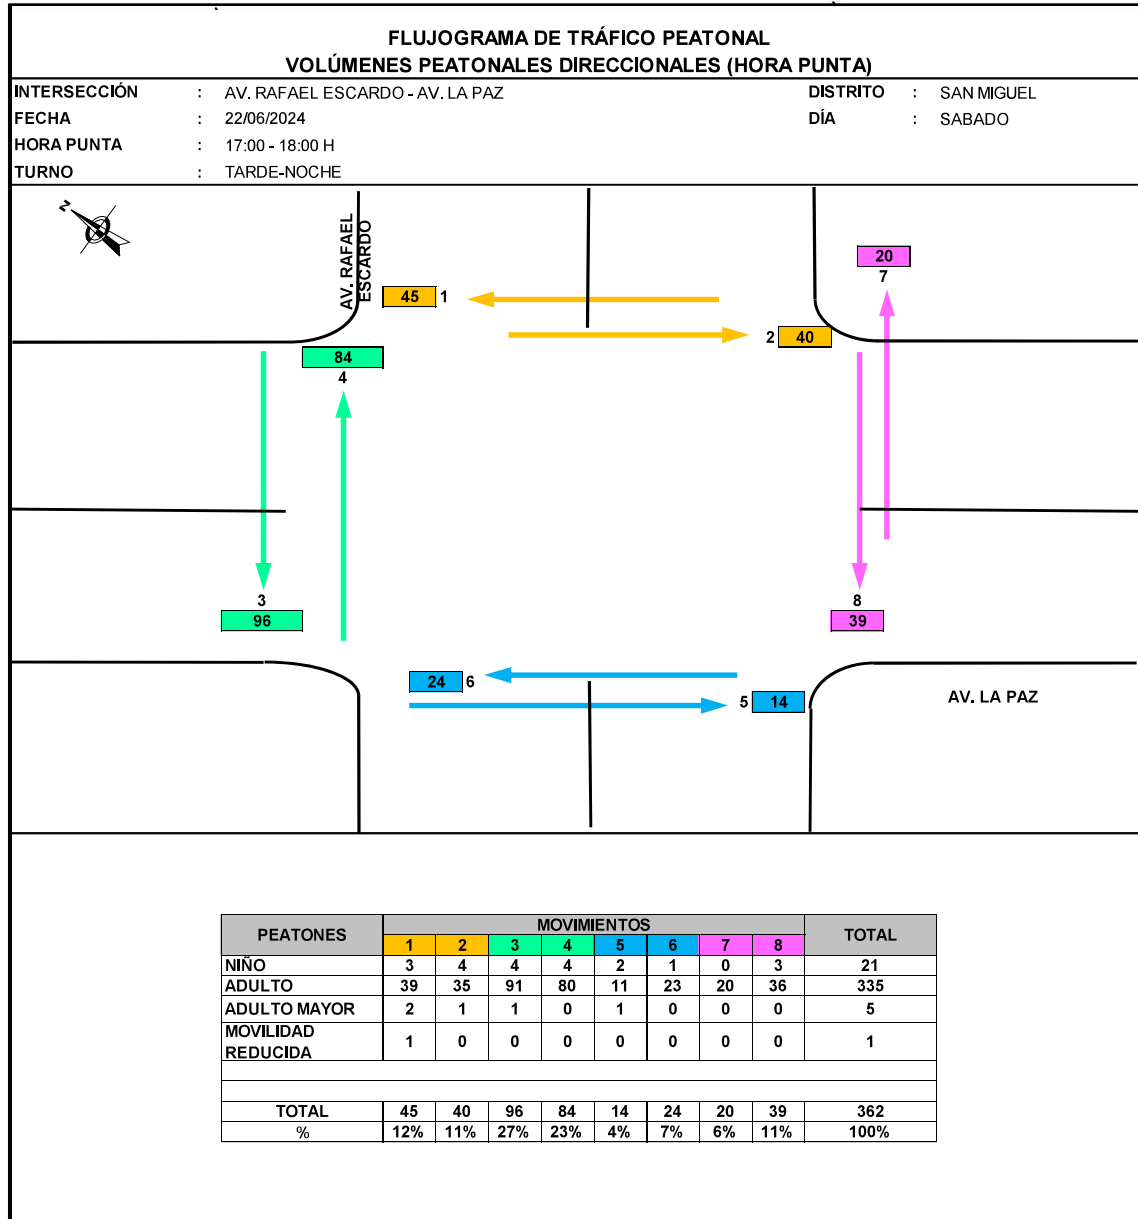 FLUJOGRAMA DE TRÁFICO PEATONAL
VOLÚMENES PEATONALES DIRECCIONALES (HORA PUNTA)
INTERSECCIÓN : AV. RAFAEL ESCARDO - AV. LA PAZ DISTRITO : SAN MIGUEL
FECHA : 22/06/2024 DÍA : SABADO
HORA PUNTA : 17:00 - 18:00 H
TURNO : TARDE-NOCHE
N
AV. RAFAEL
ESCARDO
20
7
45 1
2 40
84
4
3
96
8
39
24 6
5 14
AV. LA PAZ
PEATONES MOVIMIENTOS TOTAL
1 2 3 4 5 6 7 8
NIÑO 3 4 4 4 2 1 0 3 21
ADULTO 39 35 91 80 11 23 20 36 335
ADULTO MAYOR 2 1 1 0 1 0 0 0 5
MOVILIDAD
REDUCIDA 1 0 0 0 0 0 0 0 1
TOTAL 45 40 96 84 14 24 20 39 362
% 12% 11% 27% 23% 4% 7% 6% 11% 100%